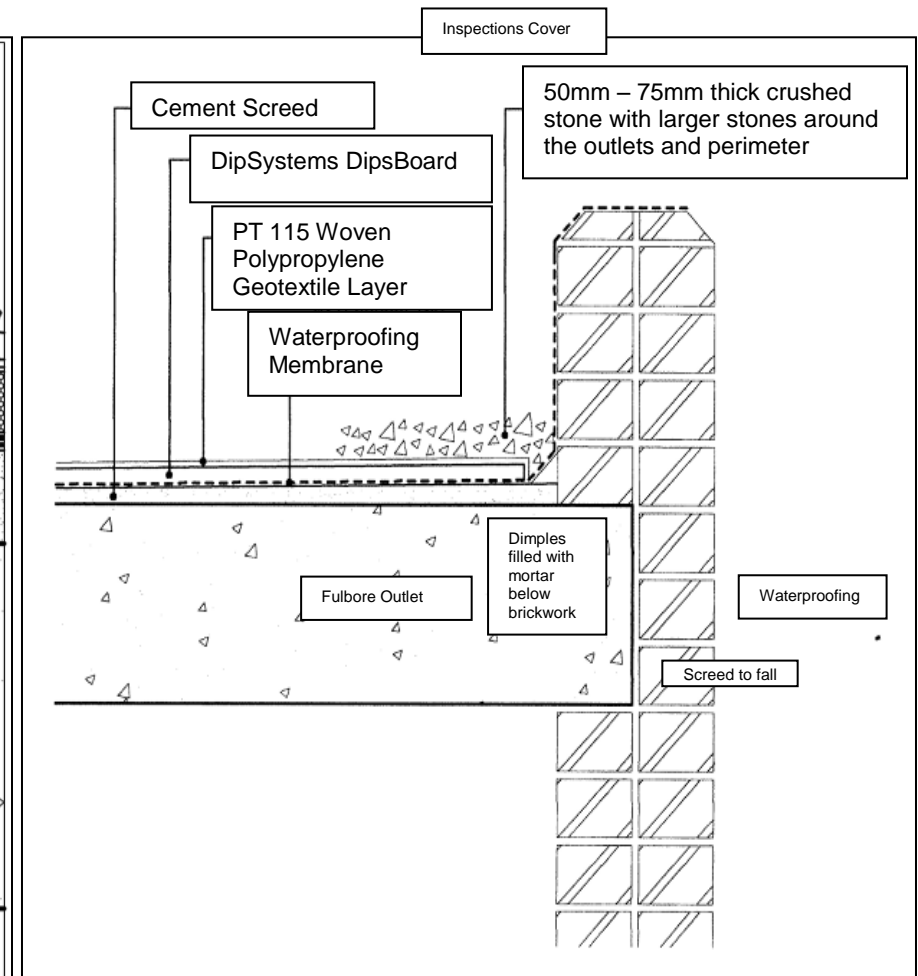 Inspections Cover
Cement Screed
50mm – 75mm thick crushed
stone with larger stones around
the outlets and perimeter
DipSystems DipsBoard
PT 115 Woven
Polypropylene
Geotextile Layer
Waterproofing
Membrane
Dimples
filled with
mortar
below
brickwork
Fulbore Outlet
Waterproofing
Screed to fall